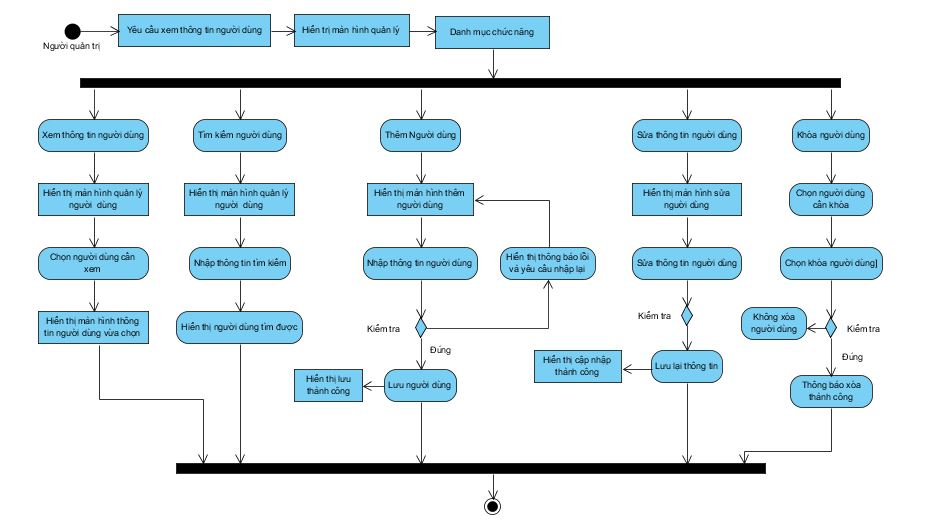 Yêu cầu xem thông tin người dùng
Hiển trị màn hình quản lý
Danh mục chức năng
Người quản trị
Xem thông tin người dùng
Tìm kiếm người dùng
Thêm Người dùng
Sửa thông tin người dùng
Khóa người dùng
Hiển thị màn hình quản lý
người dùng
Hiển thị màn hình quản lý
người dùng
Hiển thị màn hình thêm
người dùng
Hiển thị màn hình sửa
người dùng
Chọn người dùng
cần khóa
Chọn người dùng cần
xem
Nhập thông tin tìm kiếm
Nhập thông tin người dùng
Hiển thị thông báo lỗi
và yêu cầu nhập lại
Sửa thông tin người dùng
Chọn khóa người dùng]
Hiển thị màn hình thông
tin người dùng vừa chọn
Hiển thị người dùng tìm được
Kiểm tra
Kiểm tra
Không xóa
người dùng
Kiểm tra
Đúng
Đúng
Hiển thị lưu
thành công
Lưu người dùng
Hiển thị cập nhập
thành công
Lưu lại thông tin
Thông báo xóa
thành công